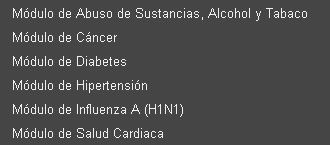 Módulo de Abuso de Sustancias, Alcohol y Tabaco
Módulo de Cáncer
Módulo de Diabetes
Módulo de Hipertensión
Módulo de Influenza A (H1N1)
Módulo de Salud Cardiaca